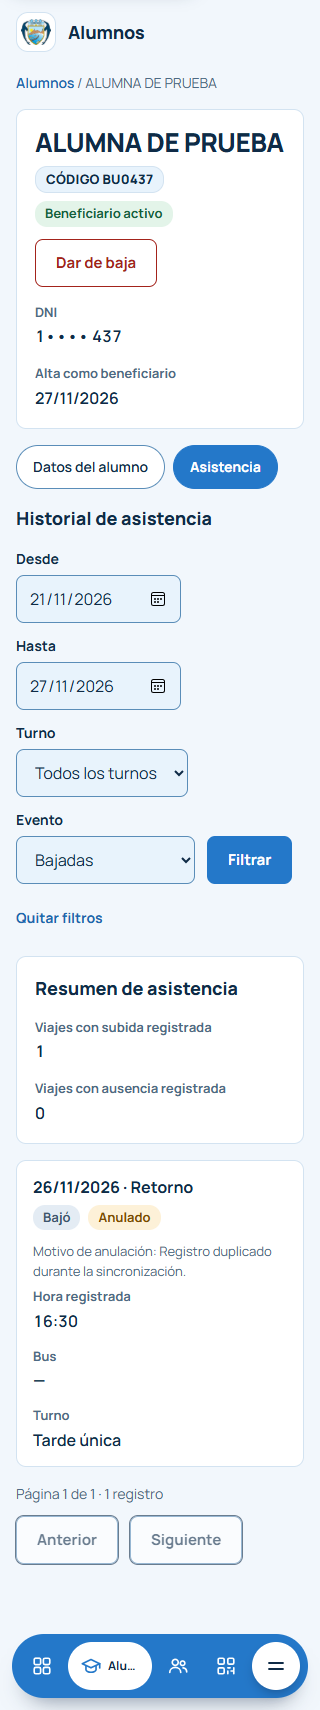 Alumnos
Alumnos / ALUMNA DE PRUEBA
ALUMNA DE PRUEBA
CÓDIGO BU0437
Beneficiario activo
Dar de baja
DNI
1•••• 437
Alta como beneficiario
27/11/2026
Datos del alumno
Asistencia
Historial de asistencia
Desde
21/11/2026
Hasta
27/11/2026
Turno
Todos los turnos
Evento
Bajadas
Filtrar
Quitar filtros
Resumen de asistencia
Viajes con subida registrada
1
Viajes con ausencia registrada
0
26/11/2026 · Retorno
Bajó
Anulado
Motivo de anulación: Registro duplicado
durante la sincronización.
Hora registrada
16:30
Bus
—
Turno
Tarde única
Página 1 de 1 · 1 registro
Anterior
Siguiente
Alu...